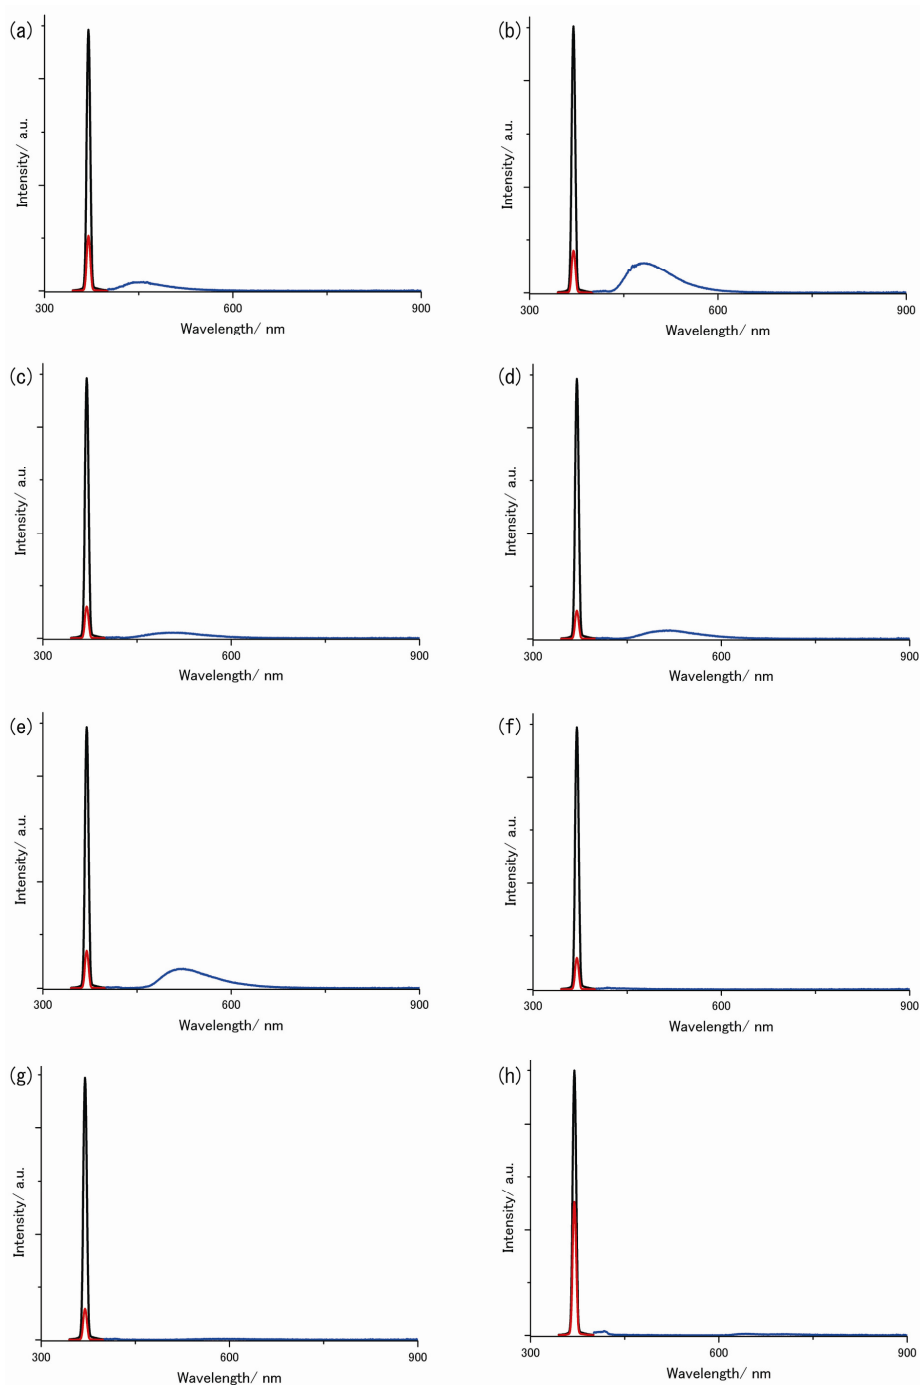 (a)
Intensity/ a.u.
300 600 900
Wavelength/ nm
(b)
Intensity/ a.u.
300 600 900
Wavelength/ nm
(c)
Intensity/ a.u.
300 600 900
Wavelength/ nm
(d)
Intensity/ a.u.
300 600 900
Wavelength/ nm
(e)
Intensity/ a.u.
300 600 900
Wavelength/ nm
(f)
Intensity/ a.u.
300 600 900
Wavelength/ nm
(g)
Intensity/ a.u.
300 600 900
Wavelength/ nm
(h)
Intensity/ a.u.
300 600 900
Wavelength/ nm